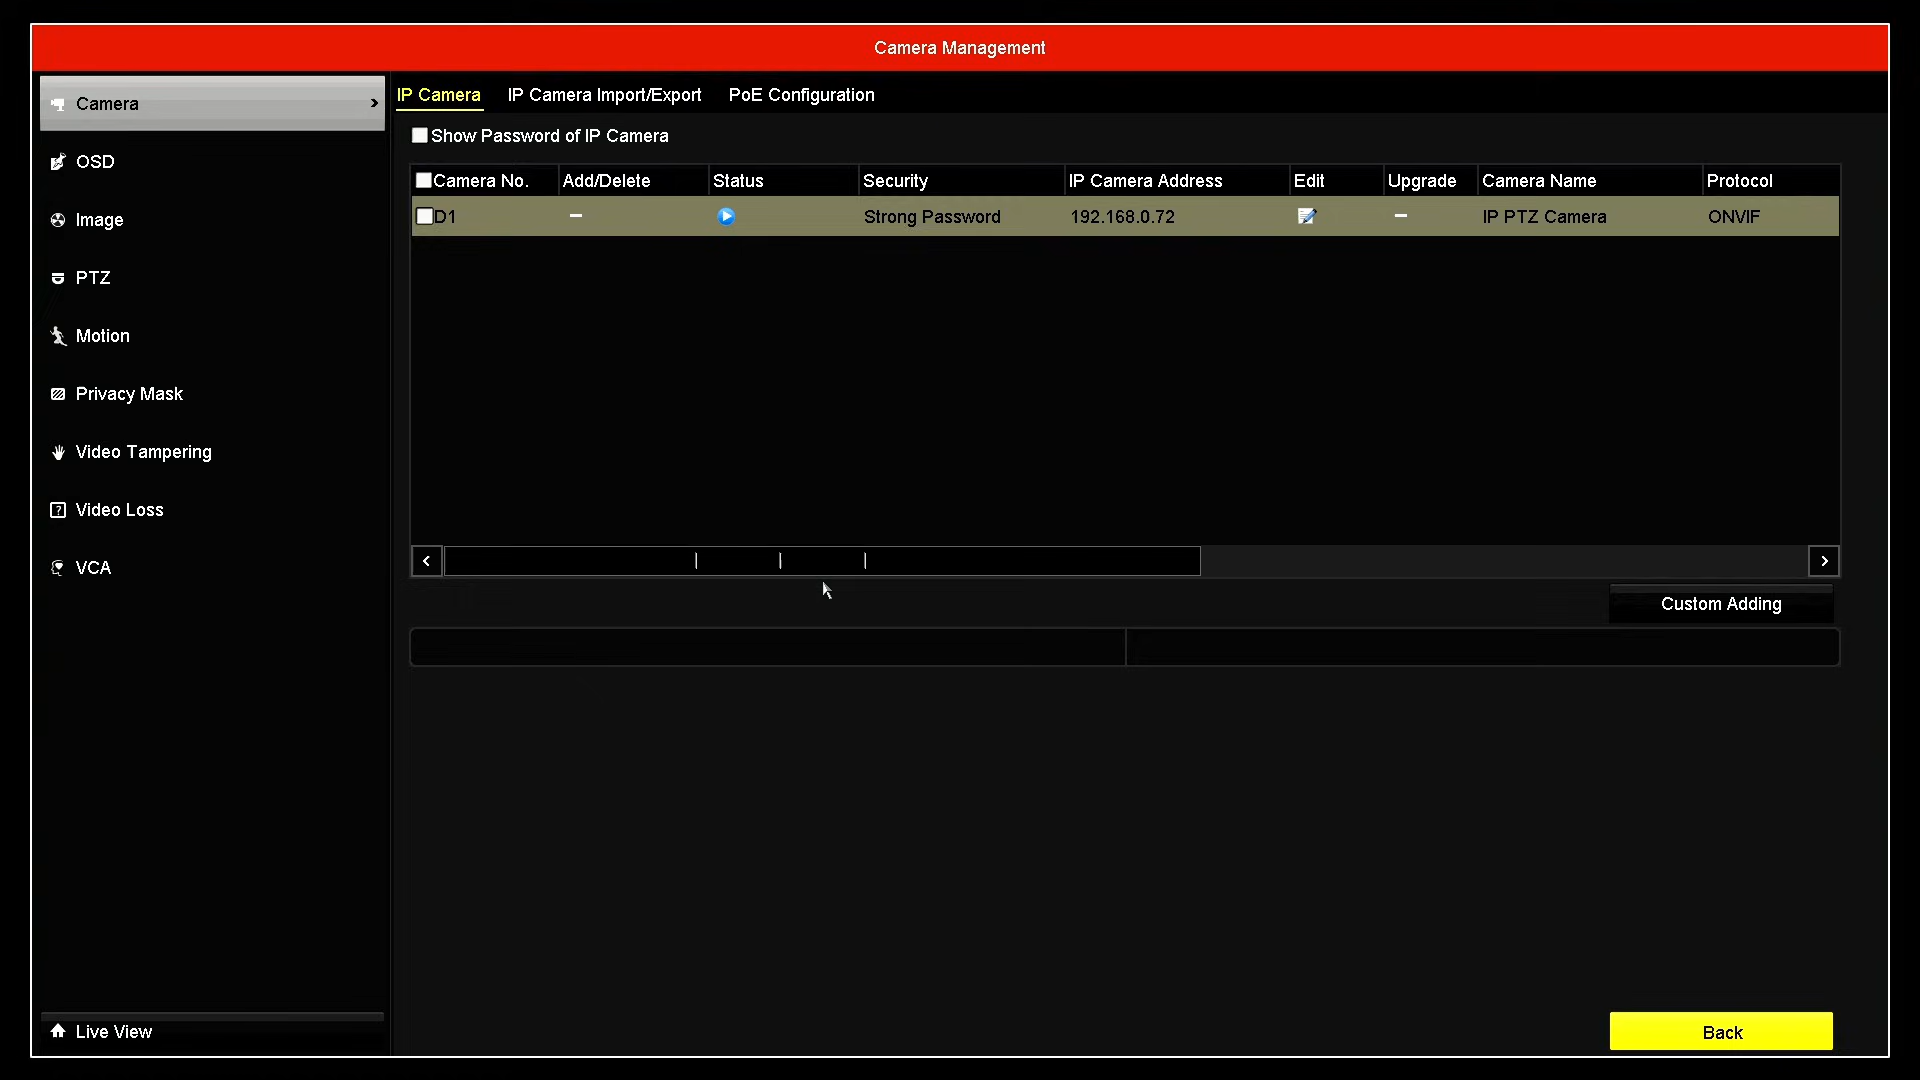 Camera Management
Camera
OSD
Image
PTZ
Motion
Privacy Mask
Video Tampering
Video Loss
VCA
Live View
IP Camera IP Camera Import/Export PoE Configuration
Show Password of IP Camera
Camera No. Add/Delete Status Security IP Camera Address Edit Upgrade Camera Name Protocol
D1 Strong Password 192.168.0.72 IP PTZ Camera ONVIF
Custom Adding
Back